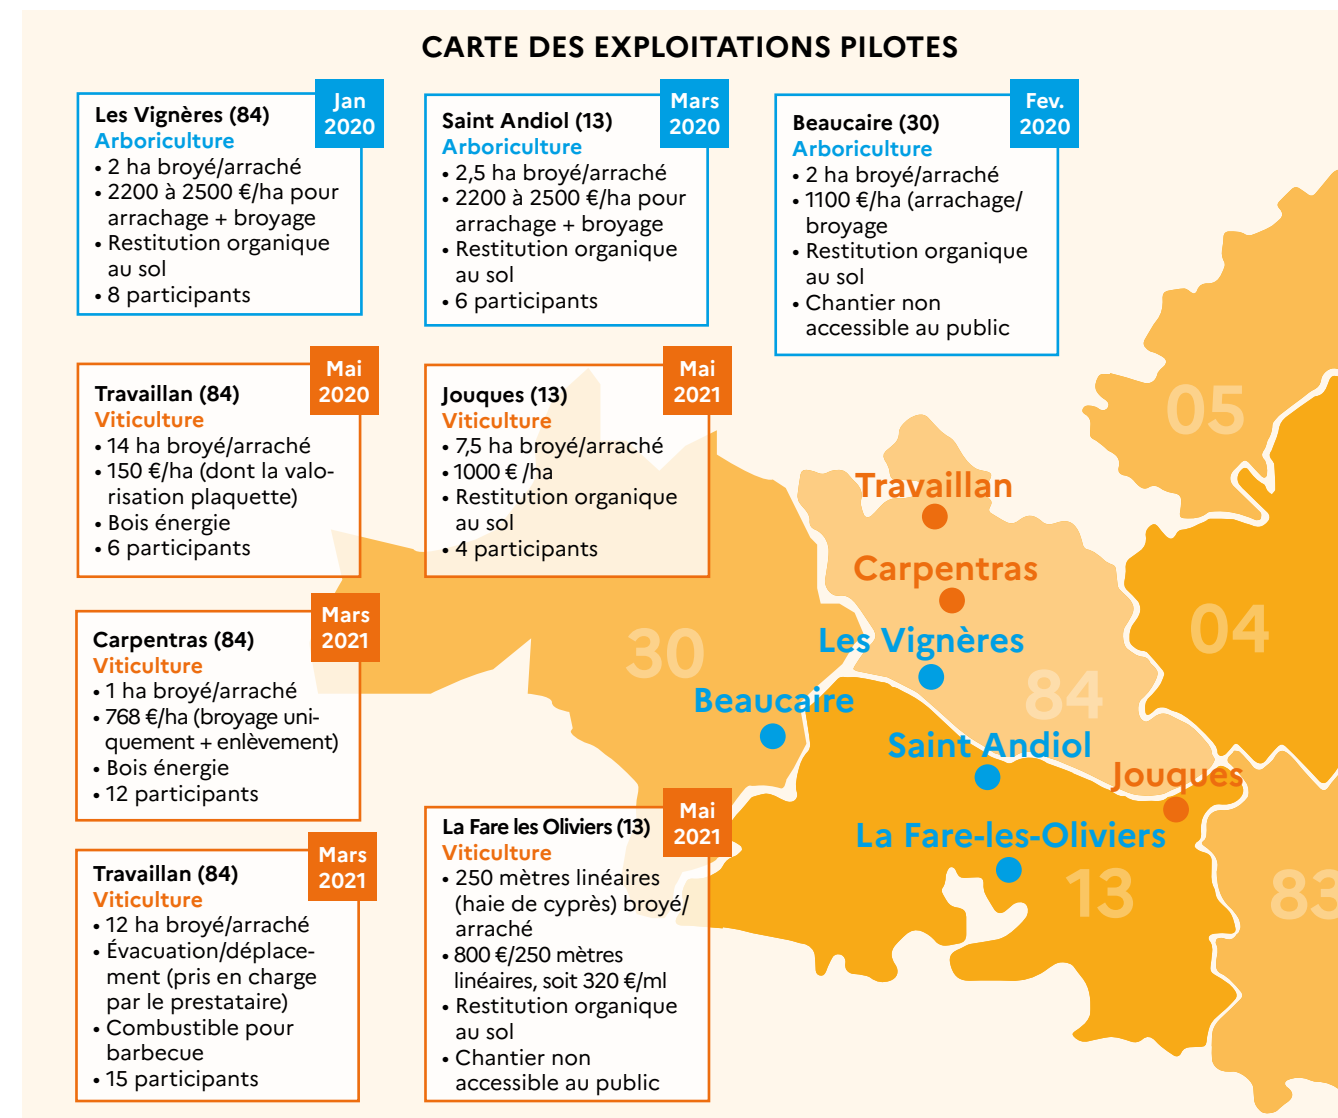 CARTE DES EXPLOITATIONS PILOTES
Jan
2020
Les Vignères (84)
Arboriculture
• 2 ha broyé/arraché
• 2200 à 2500 €/ha pour
arrachage + broyage
• Restitution organique
au sol
• 8 participants
Mars
2020
Saint Andiol (13)
Arboriculture
• 2,5 ha broyé/arraché
• 2200 à 2500 €/ha pour
arrachage + broyage
• Restitution organique
au sol
• 6 participants
Fev.
2020
Beaucaire (30)
Arboriculture
• 2 ha broyé/arraché
• 1100 €/ha (arrachage/
broyage
• Restitution organique
au sol
• Chantier non
accessible au public
Mai
2020
Travaillan (84)
Viticulture
• 14 ha broyé/arraché
• 150 €/ha (dont la valo-
risation plaquette)
• Bois énergie
• 6 participants
Mai
2021
Jouques (13)
Viticulture
• 7,5 ha broyé/arraché
• 1000 € /ha
• Restitution organique
au sol
• 4 participants
Mars
2021
Carpentras (84)
Viticulture
• 1 ha broyé/arraché
• 768 €/ha (broyage uni-
quement + enlèvement)
• Bois énergie
• 12 participants
Mars
2021
Travaillan (84)
Viticulture
• 12 ha broyé/arraché
• Évacuation/déplace-
ment (pris en charge
par le prestataire)
• Combustible pour
barbecue
• 15 participants
Mai
2021
La Fare les Oliviers (13)
Viticulture
• 250 mètres linéaires
(haie de cyprès) broyé/
arraché
• 800 €/250 mètres
linéaires, soit 320 €/ml
• Restitution organique
au sol
• Chantier non
accessible au public
05
Travaillan
Carpentras
04
Les Vignères
30
84
Beaucaire
Saint Andiol
Jouques
La Fare-les-Oliviers
13
83